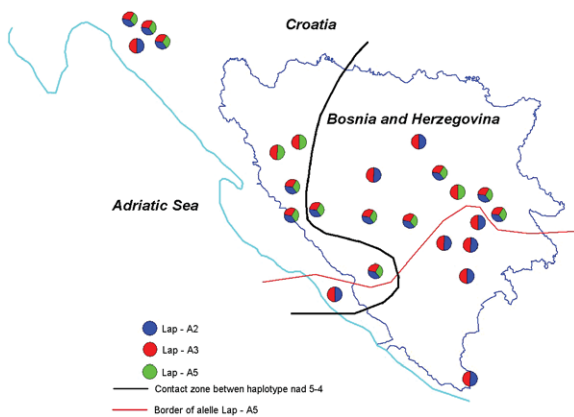 Croatia
Bosnia and Herzegovina
Adriatic Sea
Lap - A2
Lap - A3
Lap - A5
Contact zone betwen haplotype nad 5-4
Border of alelle Lap - A5